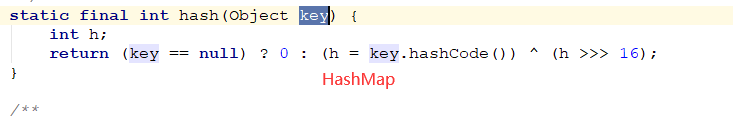 static final int hash(Object key) {
    int h;
    return (key == null) ? 0 : (h = key.hashCode()) ^ (h >>> 16);
}
HashMap
/**